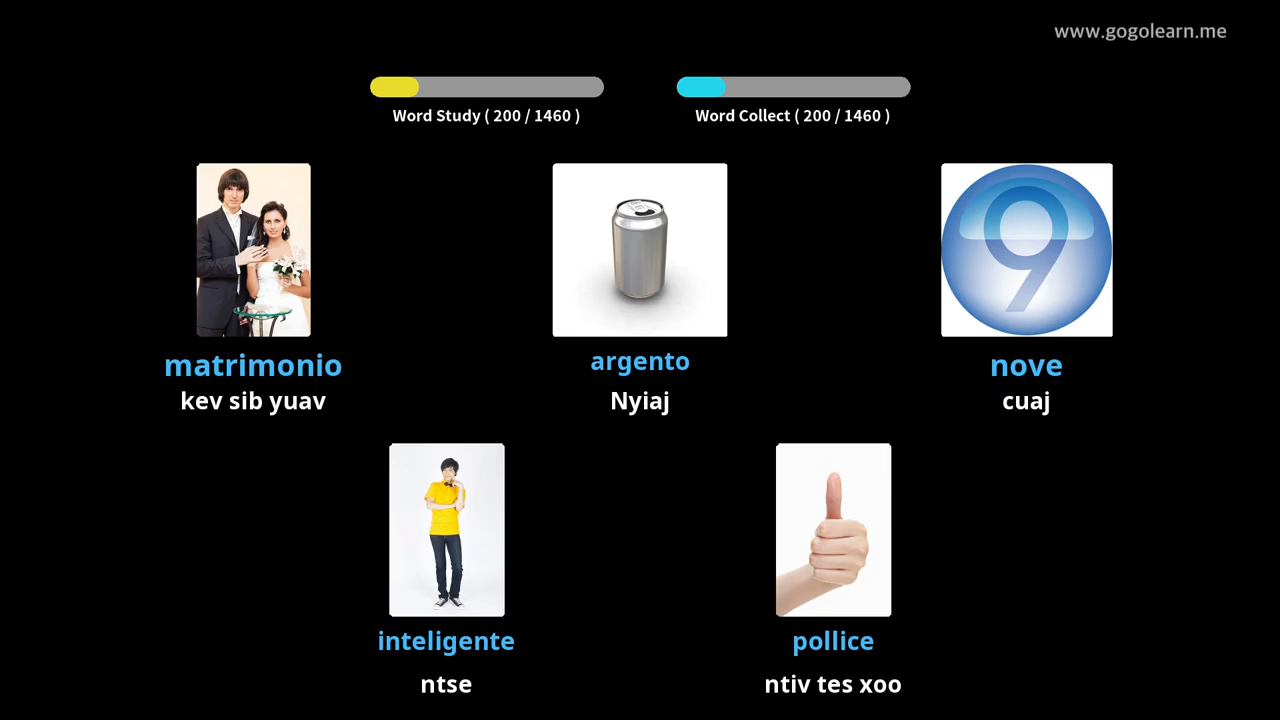 www.gogolearn.me
Word Study ( 200 / 1460 )
Word Collect ( 200 / 1460 )
9
matrimonio
kev sib yuav
argento
Nyiaj
nove
cuaj
inteligente
ntse
pollice
ntiv tes xoo